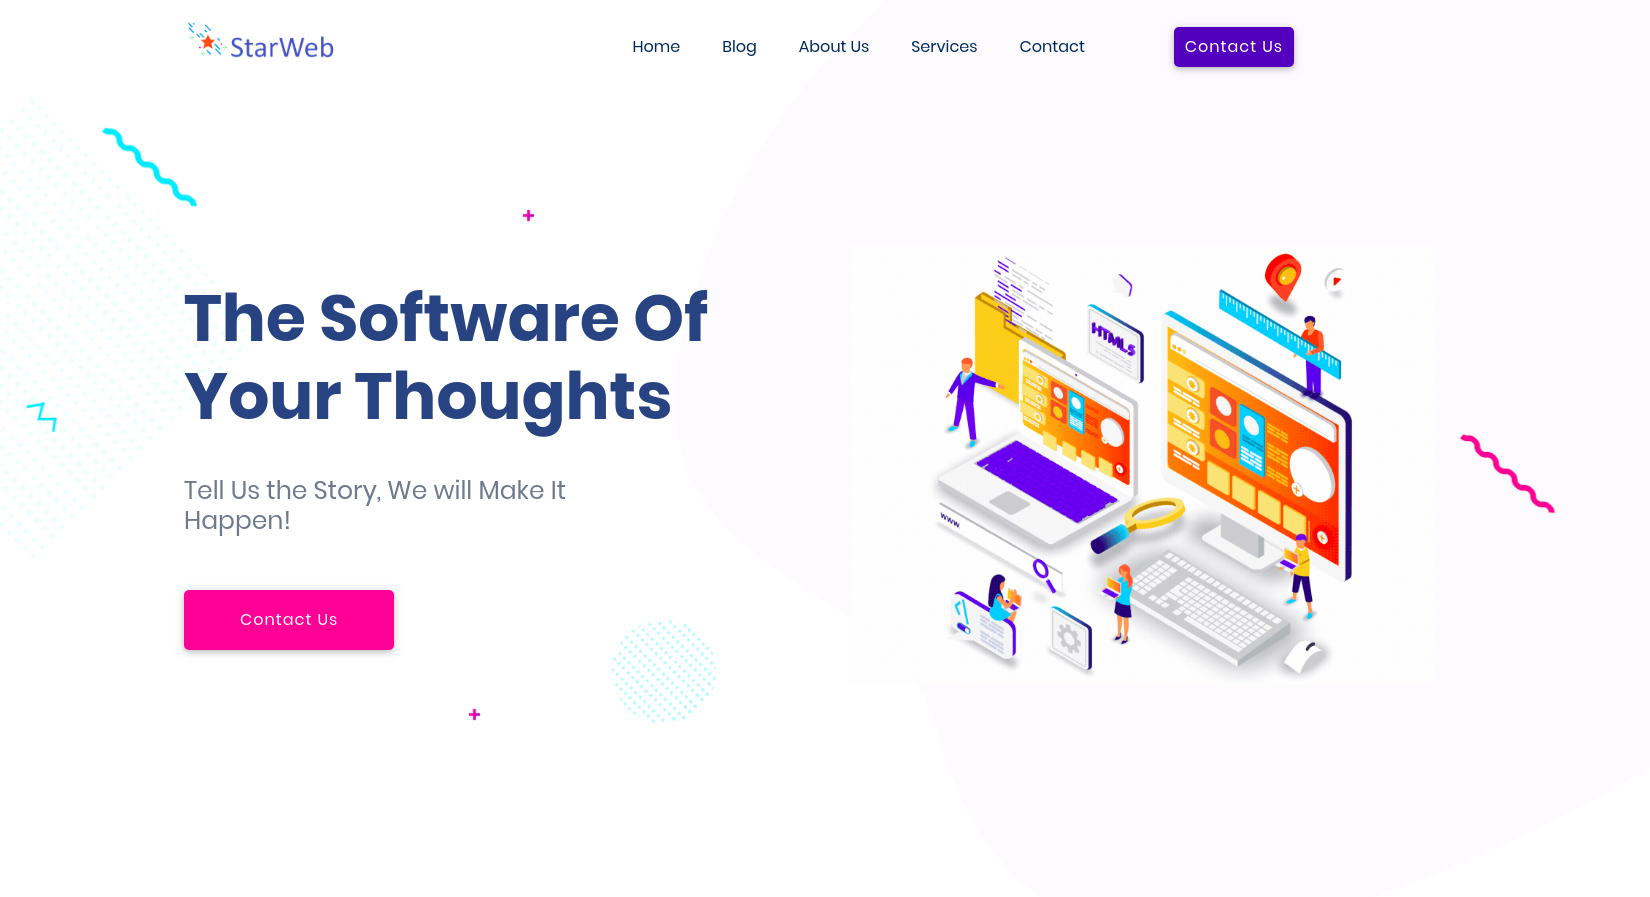 StarWeb
Home Blog About Us Services Contact Contact Us
The Software Of
Your Thoughts
Tell Us the Story, We will Make It
Happen!
Contact Us
HTML5
www